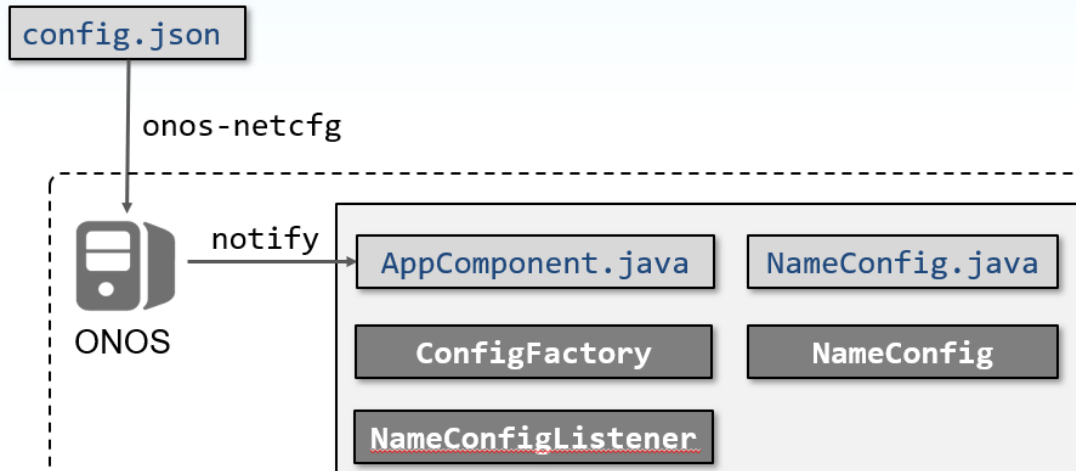 config.json
onos-netcfg
notify
AppComponent.java
NameConfig.java
ONOS
ConfigFactory
NameConfig
NameConfigListener